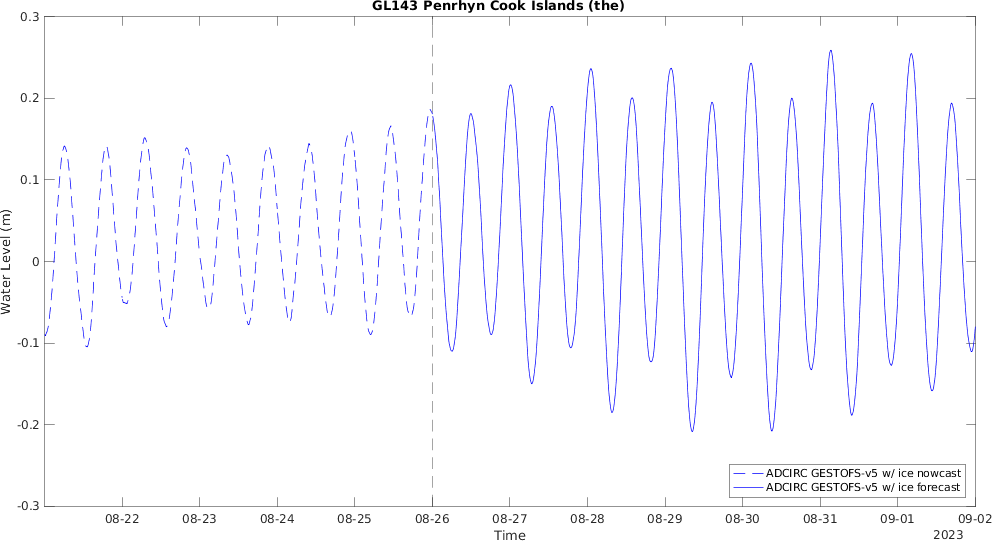 GL143 Penrhyn Cook Islands (the)
0.3
0.2
0.1
0
-0.1
-0.2
-0.3
Water Level (m)
ADCIRC GESTOFS-v5 w/ ice nowcast
ADCIRC GESTOFS-v5 w/ ice forecast
08-22 08-23 08-24 08-25 08-26 08-27 08-28 08-29 08-30 08-31 09-01 09-02
Time
2023